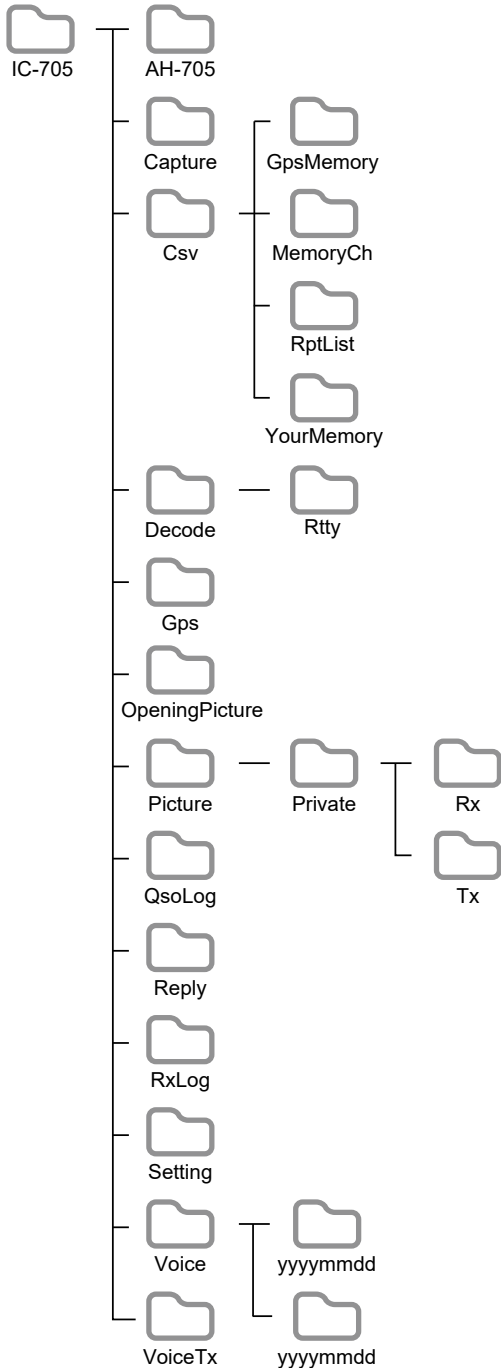 IC-705
AH-705
Capture
GpsMemory
Csv
MemoryCh
RptList
YourMemory
Decode
Rtty
Gps
OpeningPicture
Picture
Private
Rx
Tx
QsoLog
Reply
RxLog
Setting
Voice
yyyymmdd
VoiceTx
yyyymmdd